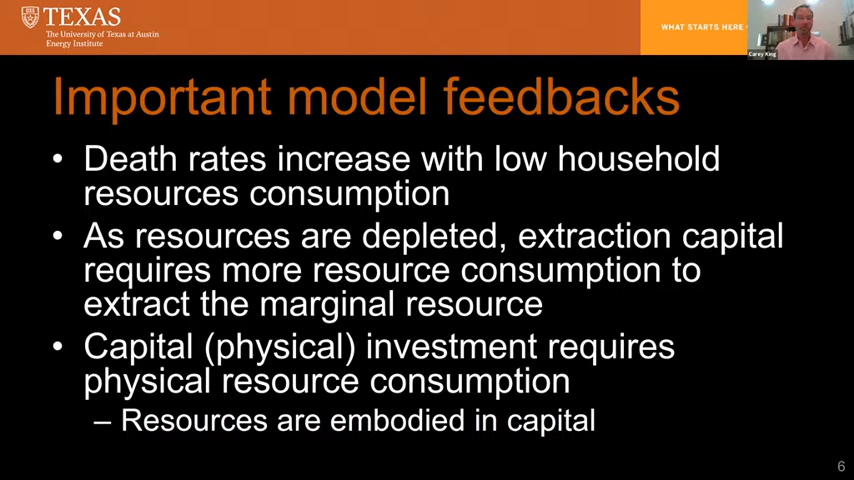 TEXAS
The University of Texas at Austin
Energy Institute
WHAT STARTS HERE
Carey King
Important model feedbacks
• Death rates increase with low household
resources consumption
• As resources are depleted, extraction capital
requires more resource consumption to
extract the marginal resource
• Capital (physical) investment requires
physical resource consumption
– Resources are embodied in capital
6